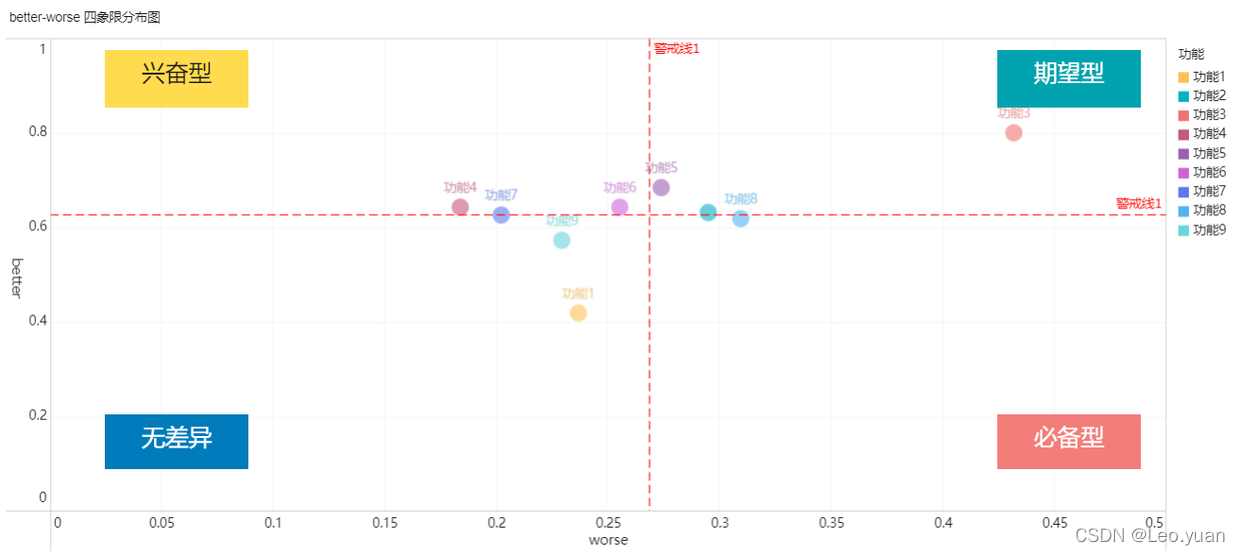 better-worse 四象限分布图
1
0.8
0.6
0.4
0.2
0
better
0
0.05
0.1
0.15
0.2
0.25
0.3
0.35
0.4
0.45
0.5
worse
兴奋型
期望型
无差异
必备型
警戒线1
警戒线1
功能3
功能5
功能4
功能7
功能6
功能8
功能9
功能1
功能
功能1
功能2
功能3
功能4
功能5
功能6
功能7
功能8
功能9
CSDN @Leo.yuan